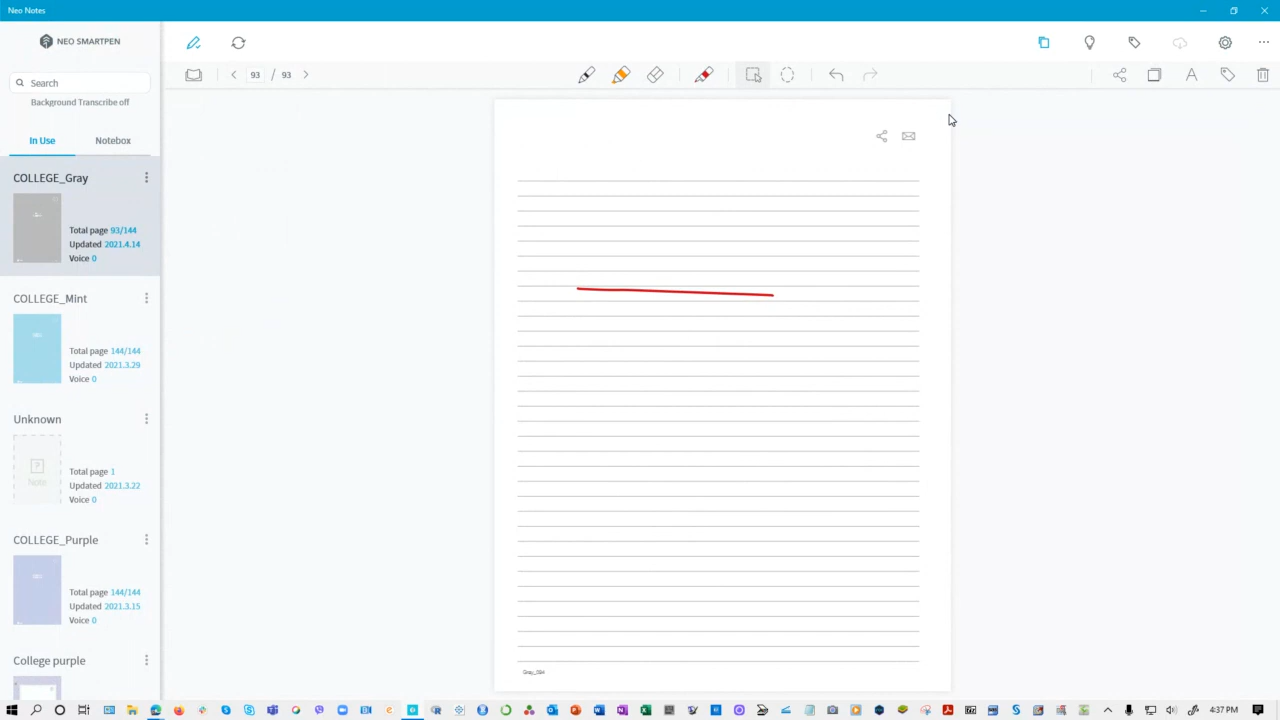 Neo Notes
NEO SMARTPEN
Search
Background Transcribe off
In Use
Notebox
COLLEGE_Gray
Total page 93/144
Updated 2021.4.14
Voice 0
COLLEGE_Mint
Total page 144/144
Updated 2021.3.29
Voice 0
Unknown
?
Note
Total page 1
Updated 2021.3.22
Voice 0
COLLEGE_Purple
Total page 144/144
Updated 2021.3.15
Voice 0
College purple
93 / 93
A
4:37 PM